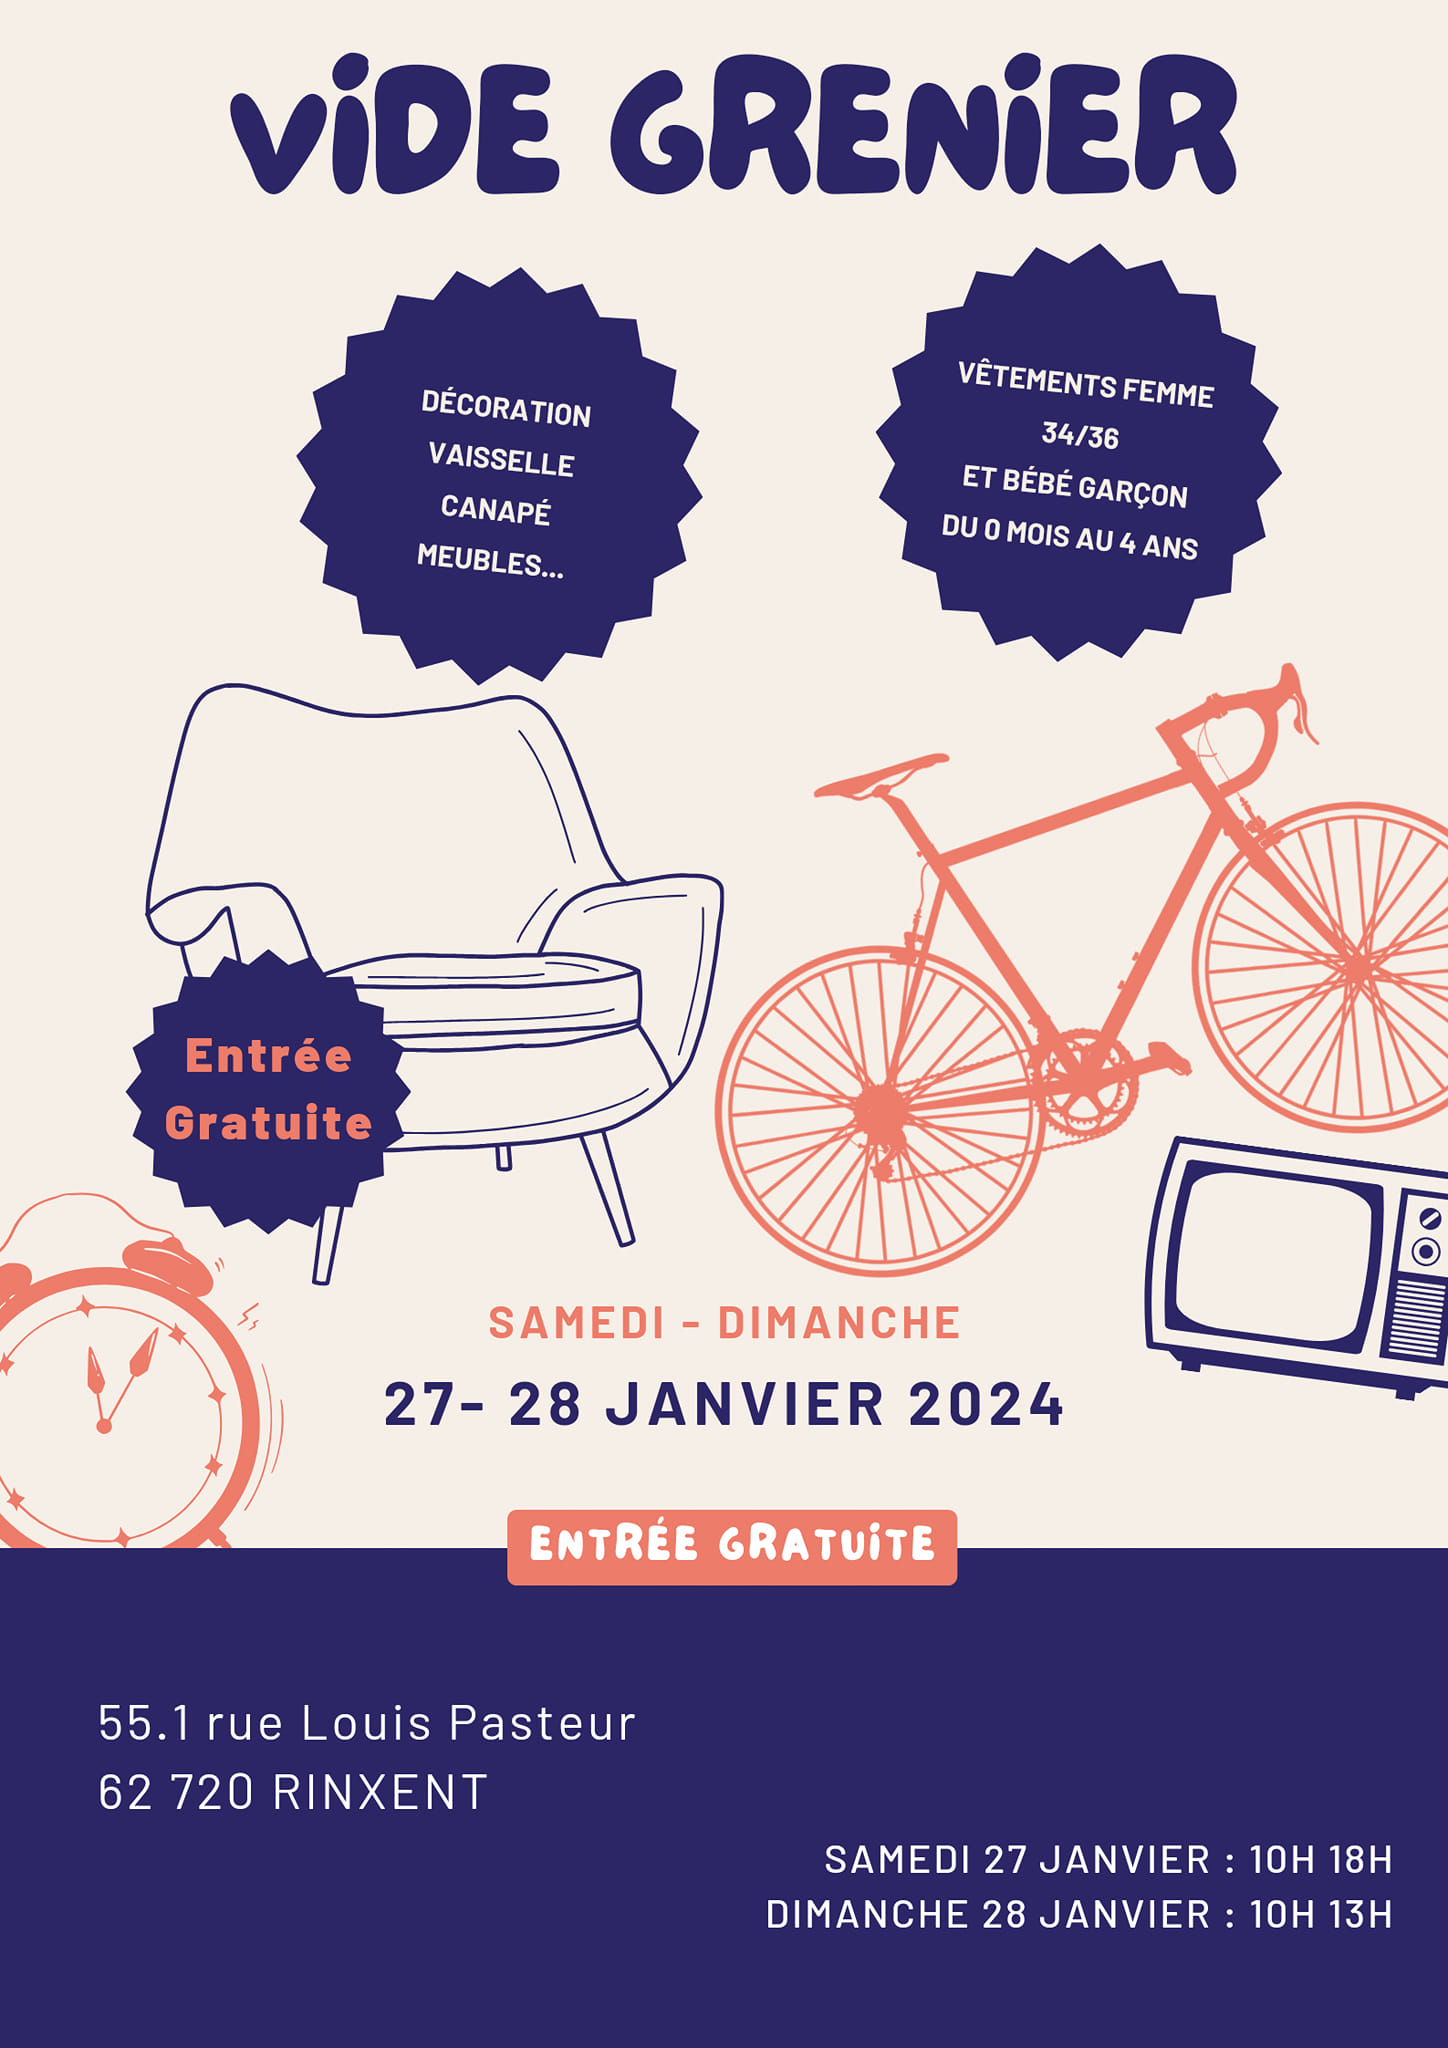 ViDE GRENiER
DÉCORATION
VAISSELLE
CANAPÉ
MEUBLES...
VÊTEMENTS FEMME
34/36
ET BÉBÉ GARÇON
DU 0 MOIS AU 4 ANS
Entrée
Gratuite
SAMEDI - DIMANCHE
27- 28 JANVIER 2024
ENTRÉE GRATUiTE
55.1 rue Louis Pasteur
62 720 RINXENT
SAMEDI 27 JANVIER : 10H 18H
DIMANCHE 28 JANVIER : 10H 13H